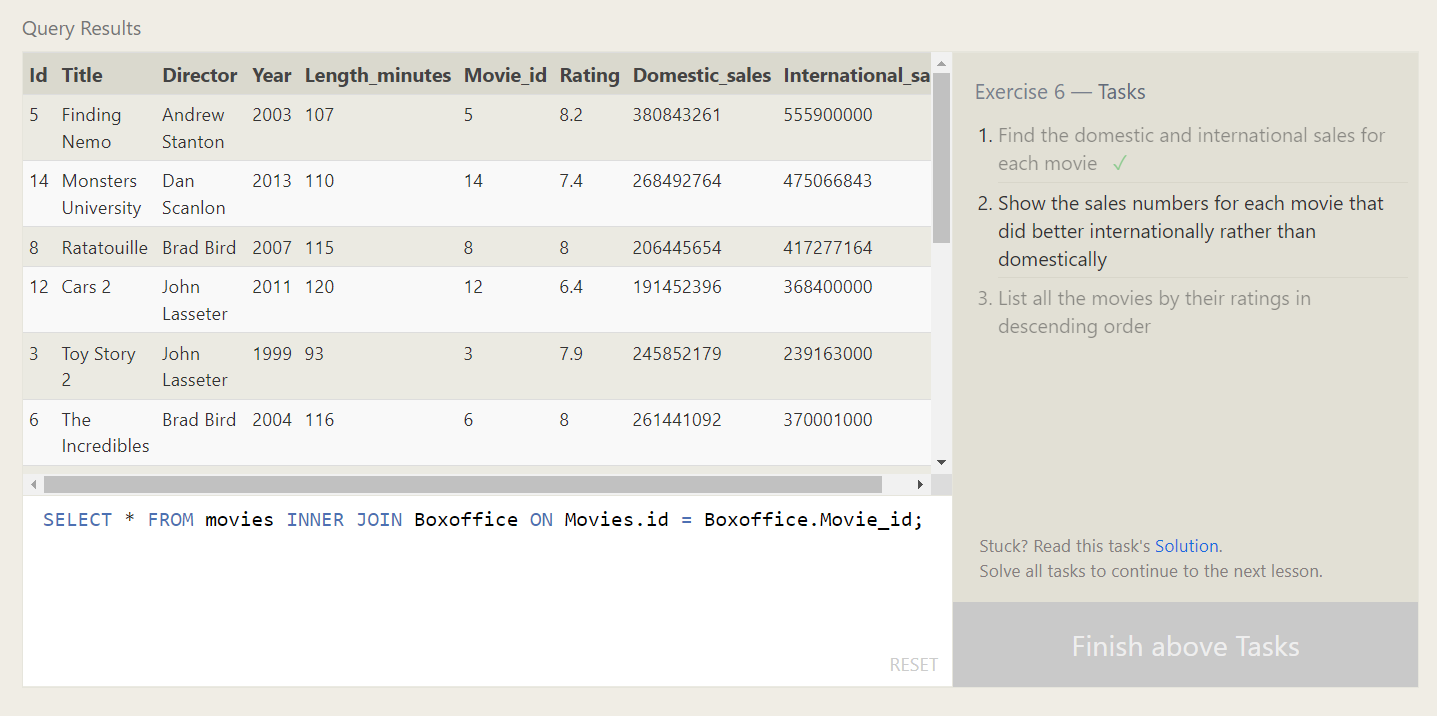 Query Results
Id Title Director Year Length_minutes Movie_id Rating Domestic_sales International_sa
5 Finding Nemo Andrew Stanton 2003 107 5 8.2 380843261 555900000
14 Monsters University Dan Scanlon 2013 110 14 7.4 268492764 475066843
8 Ratatouille Brad Bird 2007 115 8 8 206445654 417277164
12 Cars 2 John Lasseter 2011 120 12 6.4 191452396 368400000
3 Toy Story 2 John Lasseter 1999 93 3 7.9 245852179 239163000
6 The Incredibles Brad Bird 2004 116 6 8 261441092 370001000
SELECT * FROM movies INNER JOIN Boxoffice ON Movies.id = Boxoffice.Movie_id;
RESET
Exercise 6 — Tasks
1. Find the domestic and international sales for
each movie ✓
2. Show the sales numbers for each movie that
did better internationally rather than
domestically
3. List all the movies by their ratings in
descending order
Stuck? Read this task's Solution.
Solve all tasks to continue to the next lesson.
Finish above Tasks